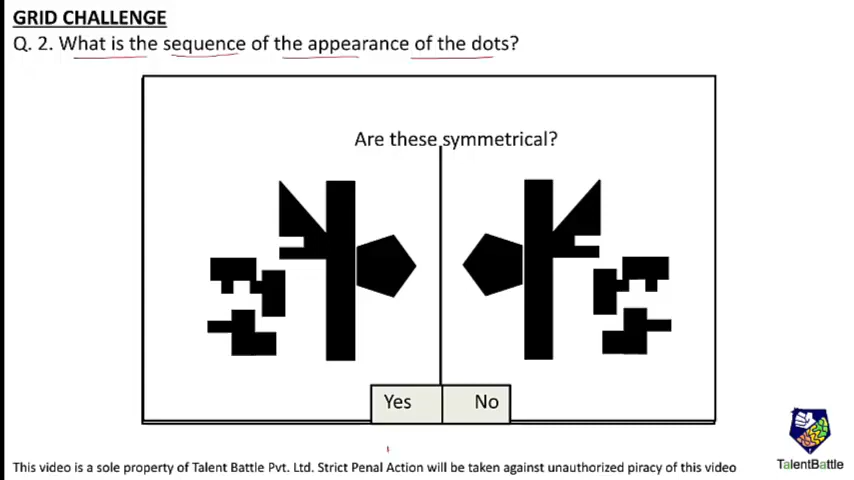 GRID CHALLENGE
Q. 2. What is the sequence of the appearance of the dots?
Are these symmetrical?
Yes
No
TalentBattle
This video is a sole property of Talent Battle Pvt. Ltd. Strict Penal Action will be taken against unauthorized piracy of this video